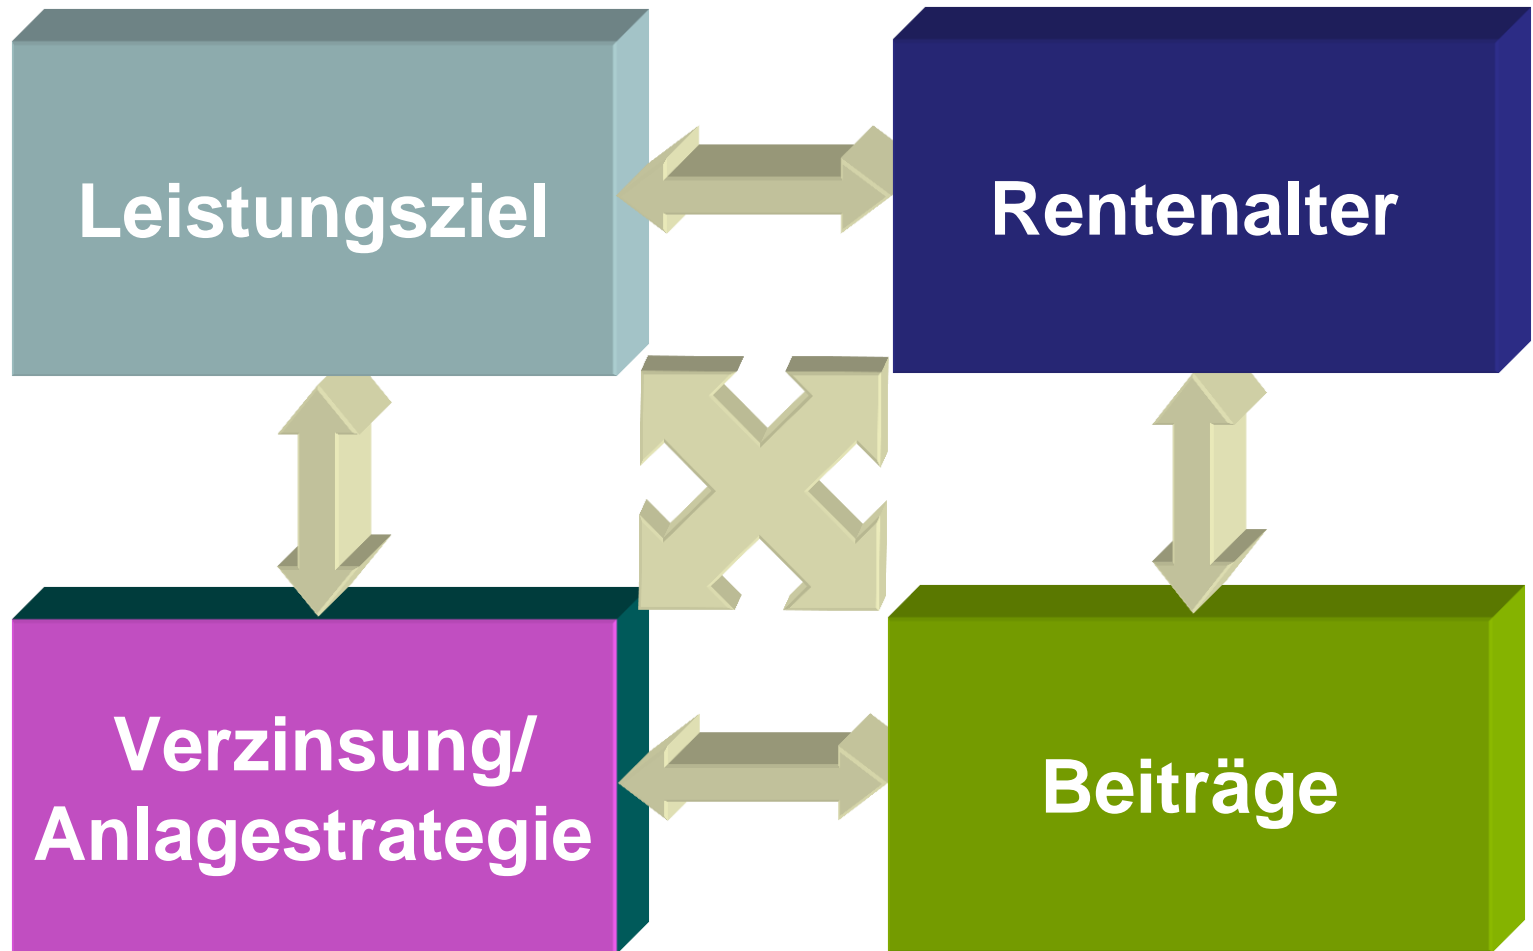 Leistungsziel
Rentenalter
Verzinsung/
Anlagestrategie
Beiträge